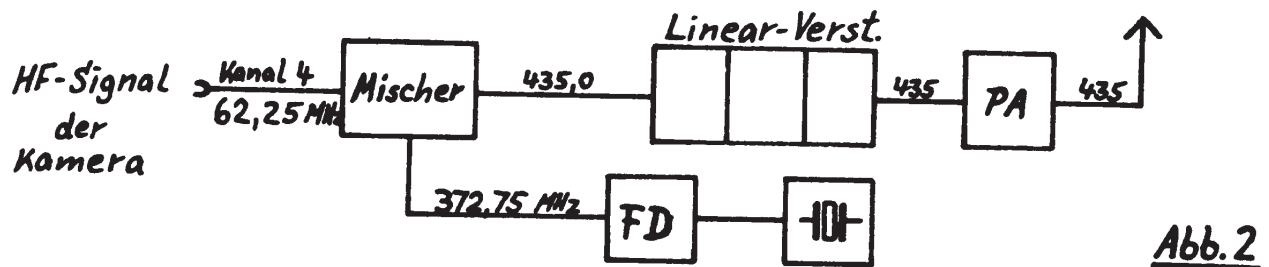 Linear-Verst.
HF-Signal
der
Kamera
Kanal 4
62,25 MHz
Mischer
435,0
435
PA
435
372,75 MHz
FD
Abb. 2